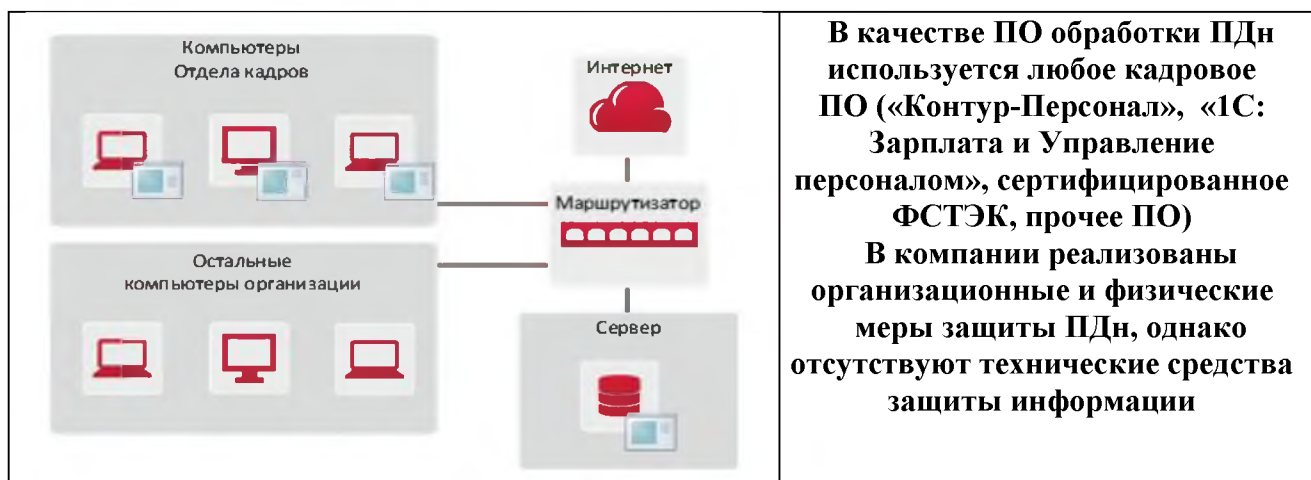 Компьютеры
Отдела кадров
Интернет
Маршрутизатор
Остальные
компьютеры организации
Сервер
В качестве ПО обработки ПДн
используется любое кадровое
ПО («Контур-Персонал», «1С:
Зарплата и Управление
персоналом», сертифицированное
ФСТЭК, прочее ПО)
В компании реализованы
организационные и физические
меры защиты ПДн, однако
отсутствуют технические средства
защиты информации